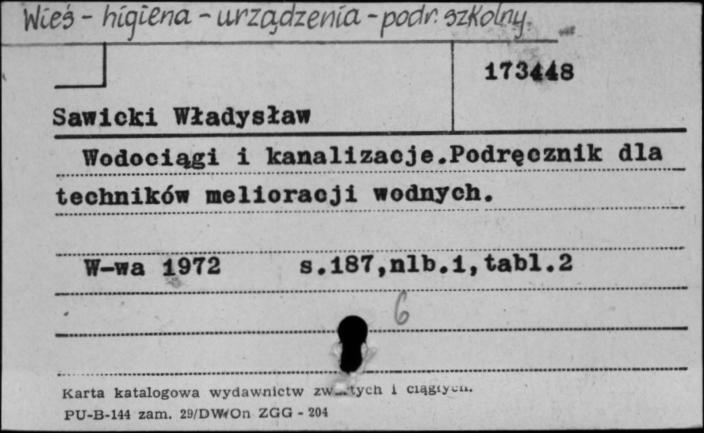 Wieś - higiena - urządzenia - podr. szkolny.
173448
Sawicki Władysław
Wodociągi i kanalizacje.Podręcznik dla
techników melioracji wodnych.
W-wa 1972 s.187,nlb.1,tabl.2
6
Karta katalogowa wydawnictw i ciągłych.
PU-B-144 zam. 29/DWOn ZGG - 204